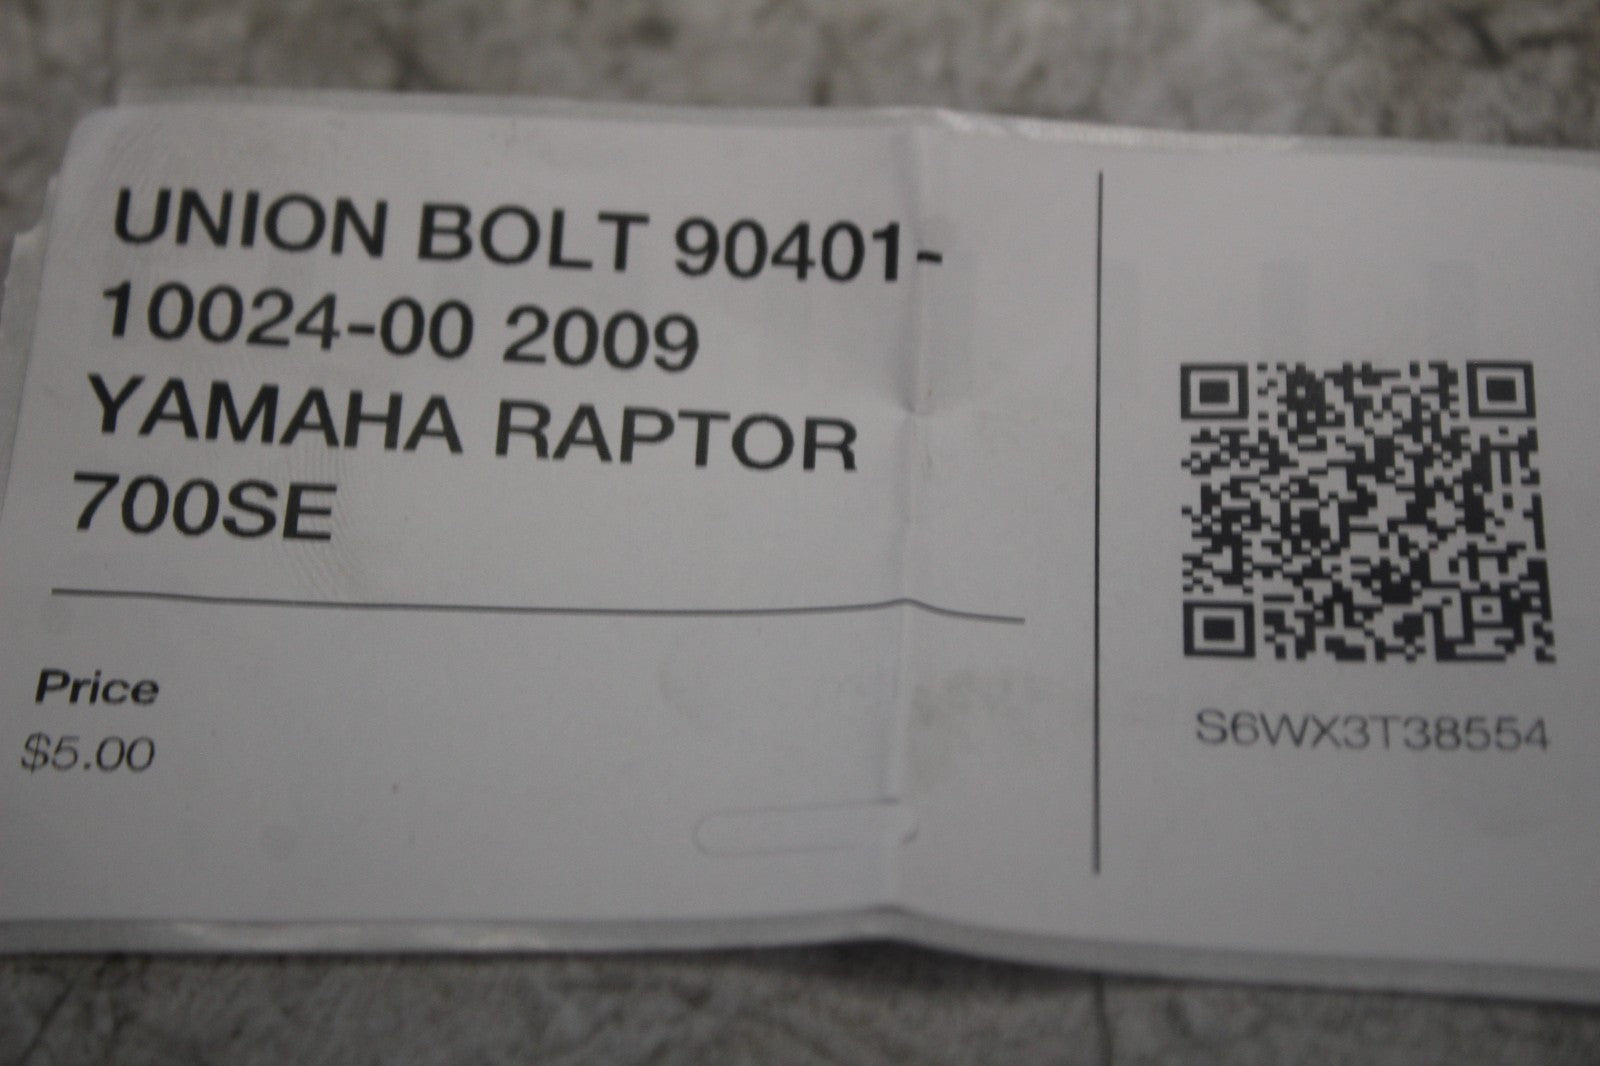 UNION BOLT 90401-
10024-00 2009
YAMAHA RAPTOR
700SE
Price
$5.00
S6WX3T38554